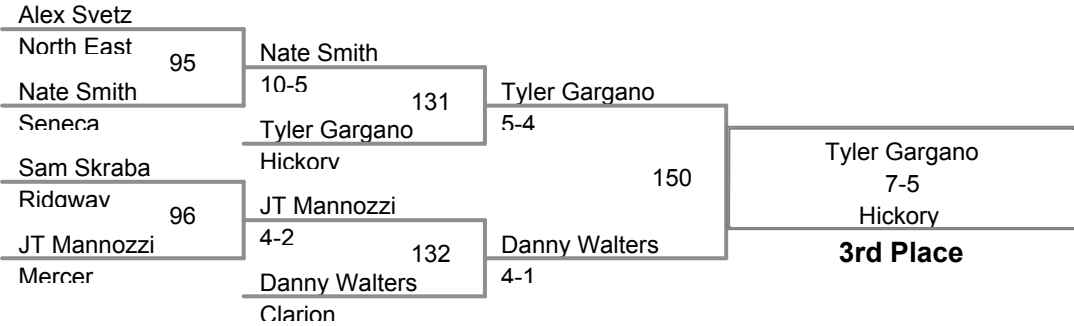 Alex Svetz
North East
95
Nate Smith
Seneca
Sam Skraba
Ridgway
96
JT Mannozzi
Mercer
Nate Smith
10-5
131
Tyler Gargano
Hickory
JT Mannozzi
4-2
132
Danny Walters
Clarion
Tyler Gargano
5-4
150
Danny Walters
4-1
Tyler Gargano
7-5
Hickory
3rd Place